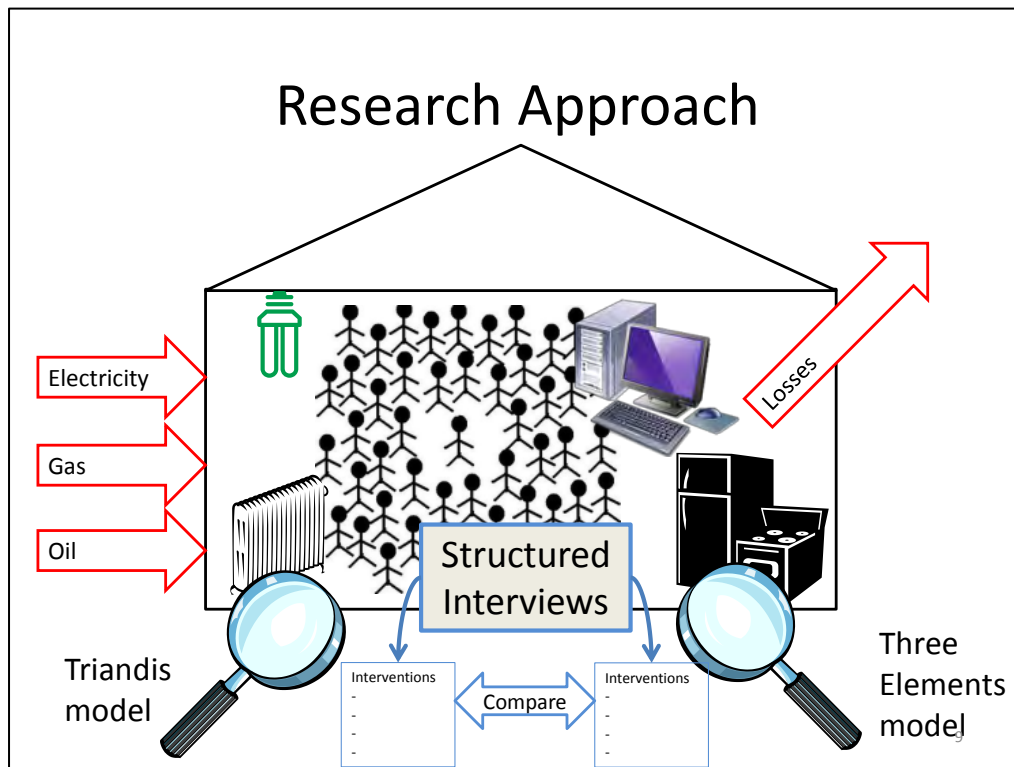 Research Approach
Electricity
Gas
Oil
Losses
Structured
Interviews
Triandis
model
Interventions
-
-
-
-
Compare
Interventions
-
-
-
-
Three
Elements
model
9